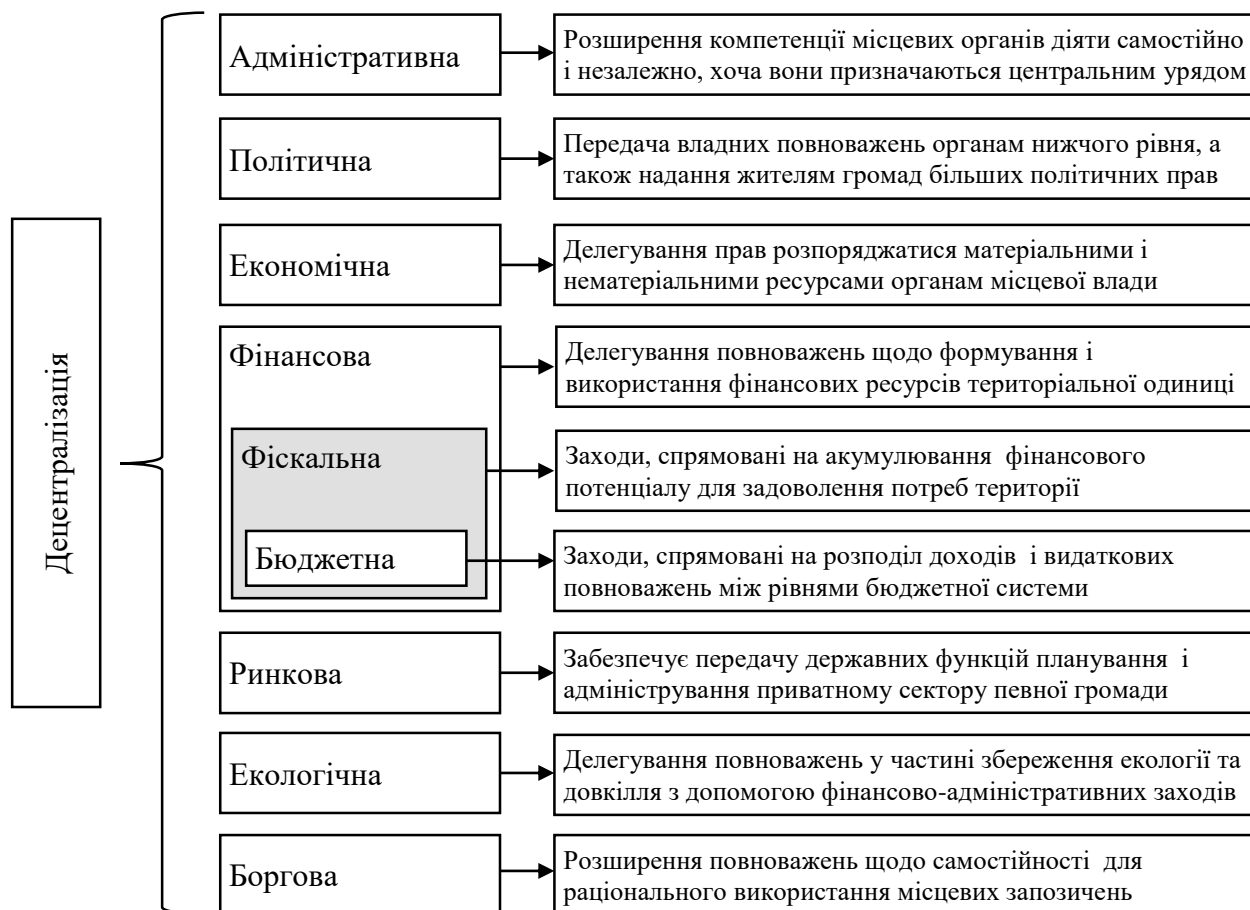 Децентралізація
Адміністративна
Розширення компетенції місцевих органів діяти самостійно
і незалежно, хоча вони призначаються центральним урядом
Політична
Передача владних повноважень органам нижчого рівня, а
також надання жителям громад більших політичних прав
Економічна
Делегування прав розпоряджатися матеріальними і
нематеріальними ресурсами органам місцевої влади
Фінансова
Делегування повноважень щодо формування і
використання фінансових ресурсів територіальної одиниці
Фіскальна
Заходи, спрямовані на акумулювання фінансового
потенціалу для задоволення потреб території
Бюджетна
Заходи, спрямовані на розподіл доходів і видаткових
повноважень між рівнями бюджетної системи
Ринкова
Забезпечує передачу державних функцій планування і
адміністрування приватному сектору певної громади
Екологічна
Делегування повноважень у частині збереження екології та
довкілля з допомогою фінансово-адміністративних заходів
Боргова
Розширення повноважень щодо самостійності для
раціонального використання місцевих запозичень